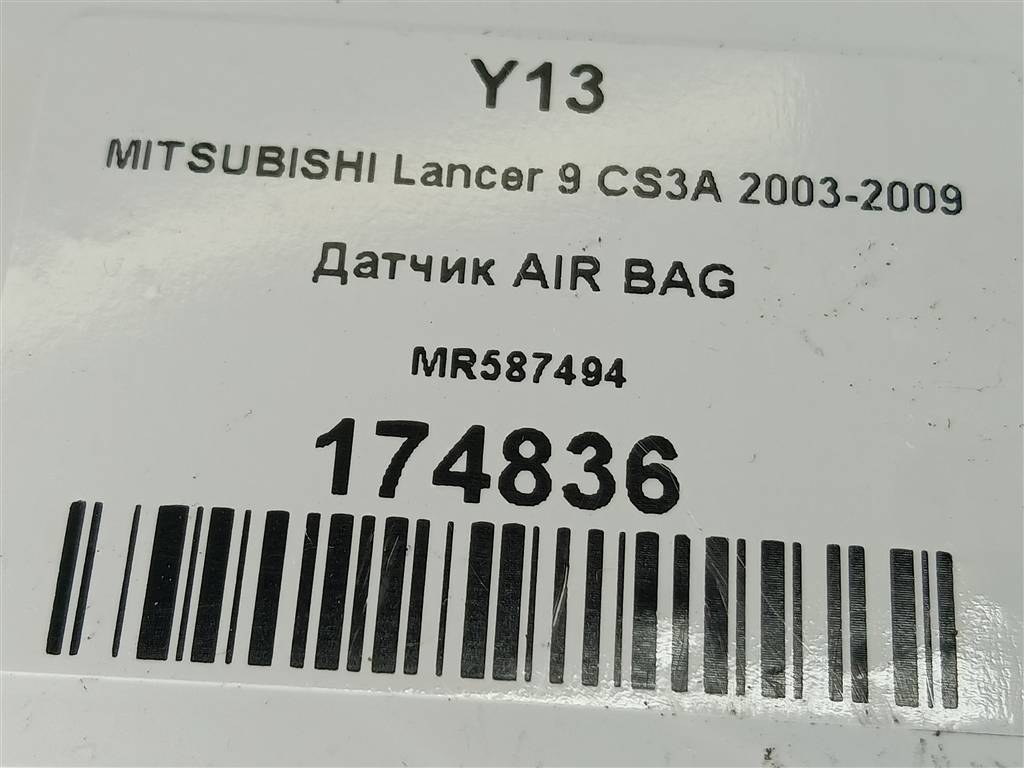 Y13
MITSUBISHI Lancer 9 CS3A 2003-2009
Датчик AIR BAG
MR587494
174836